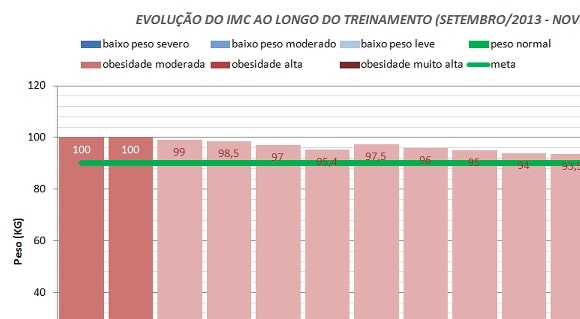 EVOLUÇÃO DO IMC AO LONGO DO TREINAMENTO (SETEMBRO/2013 - NOV
baixo peso severo baixo peso moderado baixo peso leve peso normal
obesidade moderada obesidade alta obesidade muito alta meta
120
100
80
60
40
Peso (KG)
100 100 99 98,5 97 95,4 97,5 96 95 94 93,5